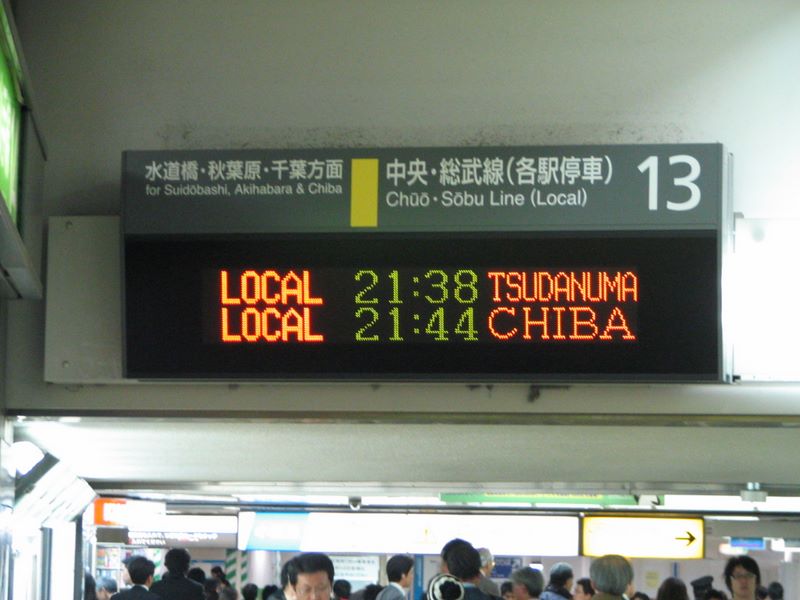 水道橋・秋葉原・千葉方面
for Suidōbashi, Akihabara & Chiba
中央・総武線(各駅停車)
Chūō・Sōbu Line (Local)
13
LOCAL 21:38 TSUDANUMA
LOCAL 21:44 CHIBA